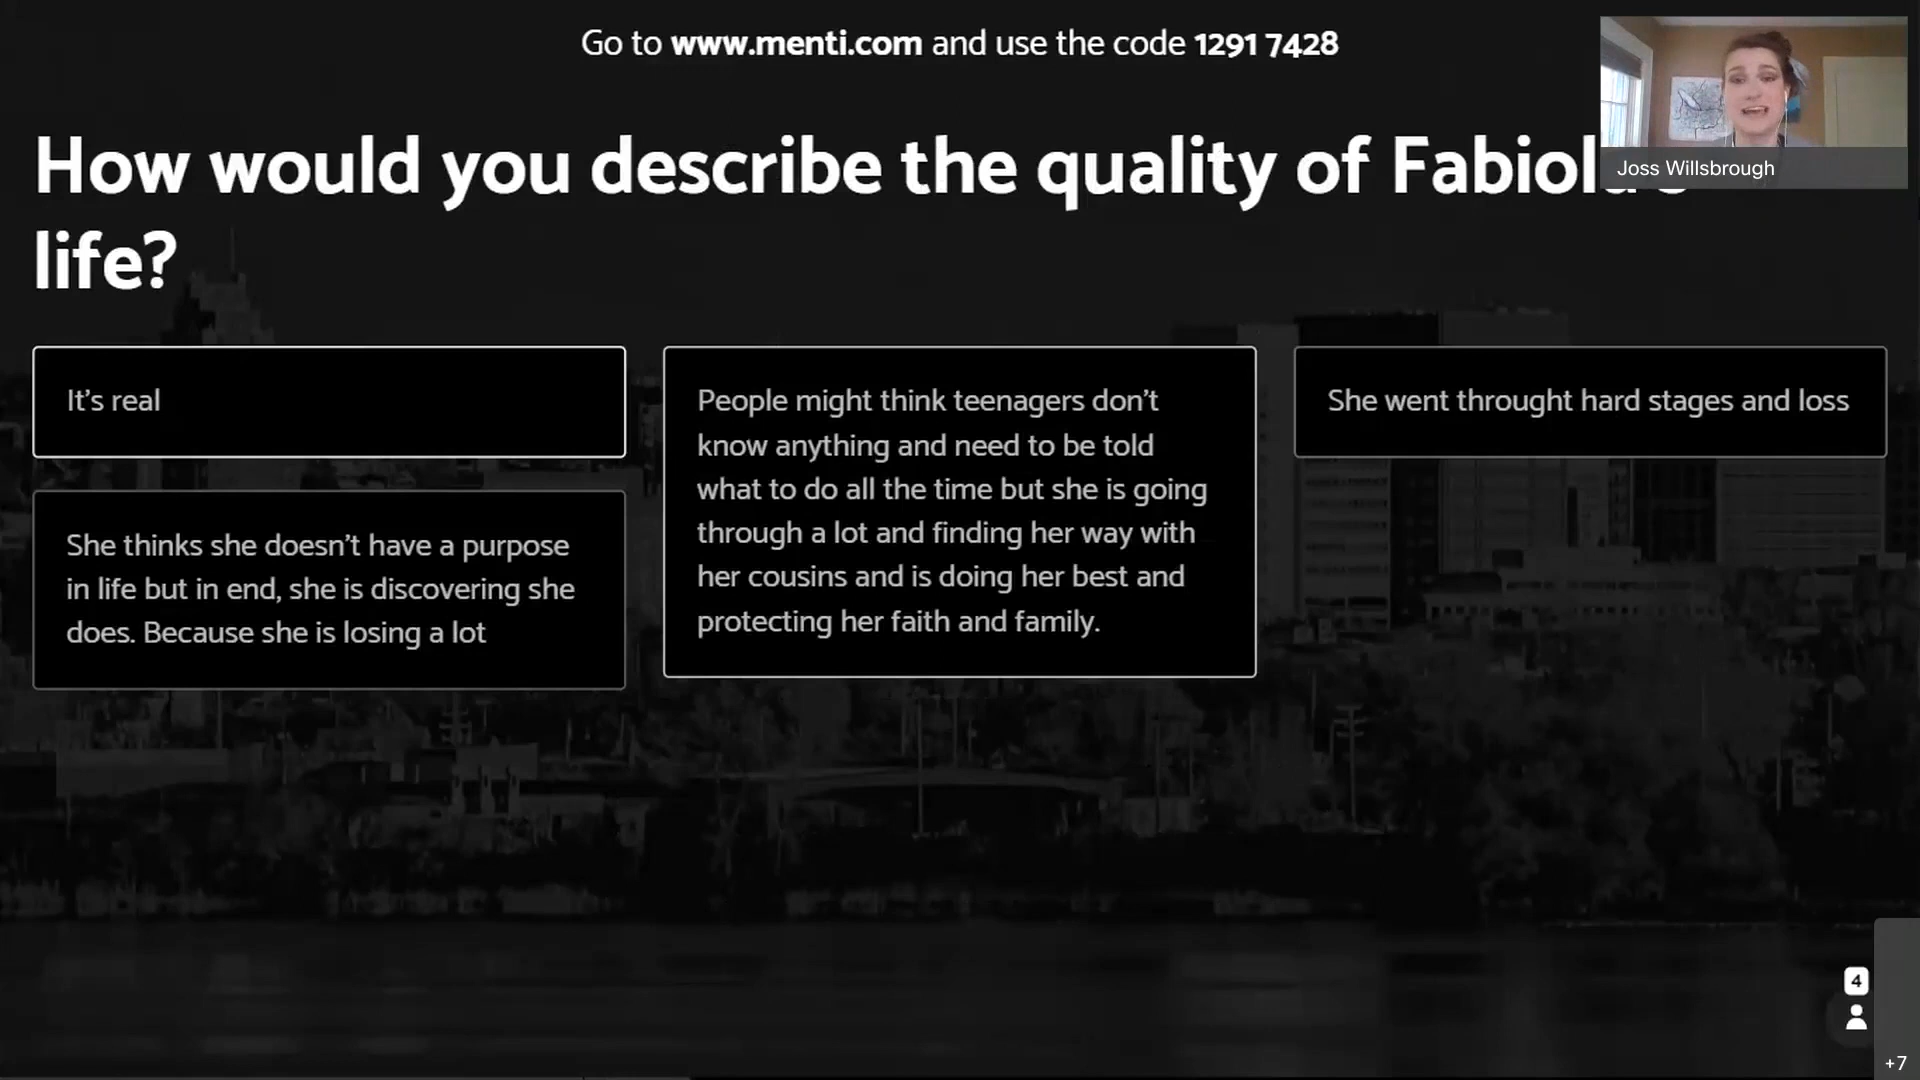 Go to www.menti.com and use the code 1291 7428
How would you describe the quality of
life?
Joss Willsbrough
It's real
She thinks she doesn't have a purpose
in life but in end, she is discovering she
does. Because she is losing a lot
People might think teenagers don't
know anything and need to be told
what to do all the time but she is going
through a lot and finding her way with
her cousins and is doing her best and
protecting her faith and family.
She went throught hard stages and loss
4
+7